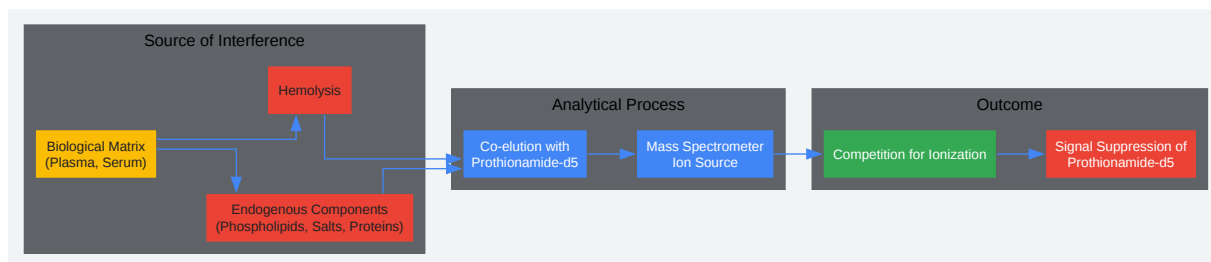 Source of Interference
Hemolysis
Biological Matrix
(Plasma, Serum)
Endogenous Components
(Phospholipids, Salts, Proteins)
Analytical Process
Co-elution with
Prothionamide-d5
Mass Spectrometer
Ion Source
Outcome
Competition for Ionization
Signal Suppression of
Prothionamide-d5